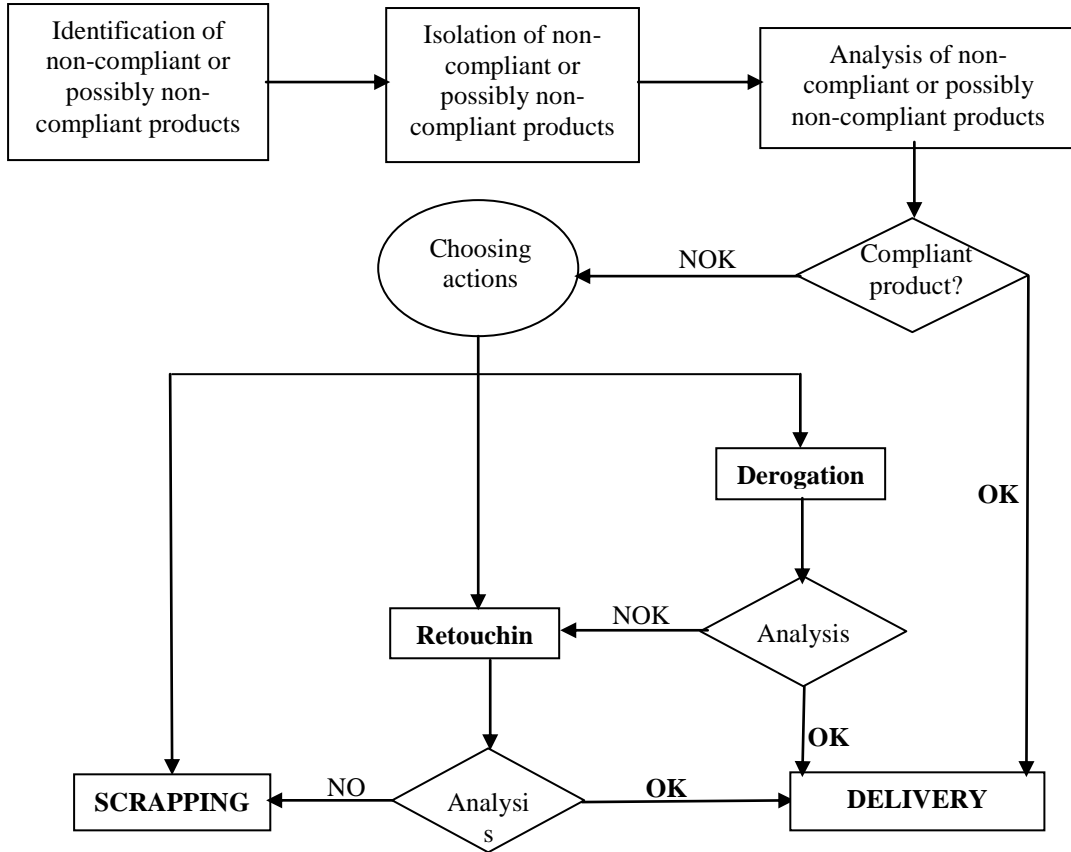 Identification of
non-compliant or
possibly non-
compliant products
Isolation of non-
compliant or
possibly non-
compliant products
Analysis of non-
compliant or possibly
non-compliant products
Choosing
actions
NOK
Compliant
product?
Derogation
OK
Retouchin
NOK
Analysis
OK
SCRAPPING
NO
Analysi
s
OK
DELIVERY